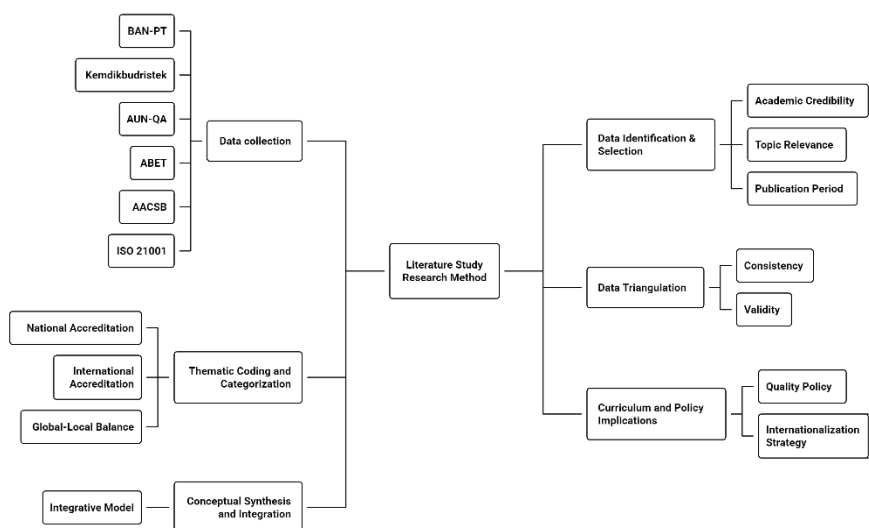 BAN-PT
Kemdikbudristek
AUN-QA
ABET
AACSB
ISO 21001
Data collection
National Accreditation
International
Accreditation
Global-Local Balance
Thematic Coding and
Categorization
Integrative Model
Conceptual Synthesis
and Integration
Literature Study
Research Method
Data Identification &
Selection
Academic Credibility
Topic Relevance
Publication Period
Data Triangulation
Consistency
Validity
Curriculum and Policy
Implications
Quality Policy
Internationalization
Strategy